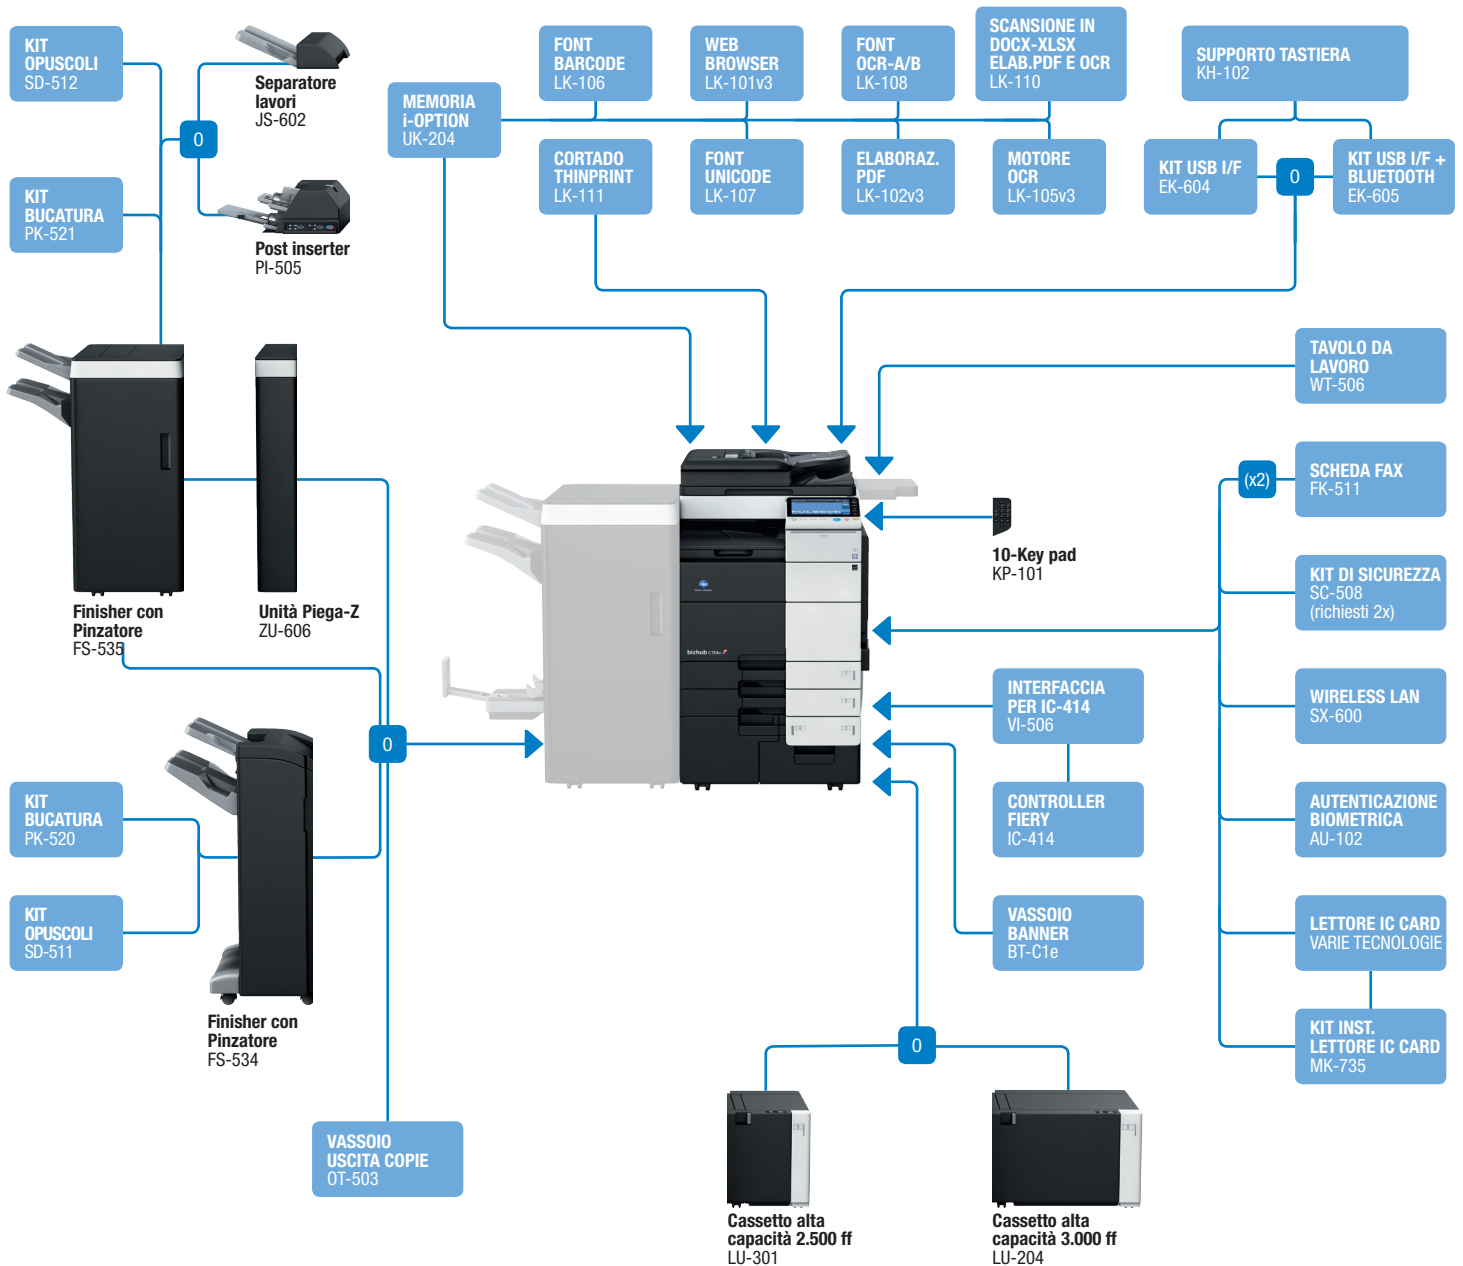 KIT
OPUSCOLI
SD-512
Separatore
lavori
JS-602
0
KIT
BUCATURA
PK-521
Post inserter
PI-505
MEMORIA
i-OPTION
UK-204
FONT
BARCODE
LK-106
WEB
BROWSER
LK-101v3
FONT
OCR-A/B
LK-108
SCANSIONE IN
DOCX-XLSX
ELAB.PDF E OCR
LK-110
CORTADO
THINPRINT
LK-111
FONT
UNICODE
LK-107
ELABORAZ.
PDF
LK-102v3
MOTORE
OCR
LK-105v3
SUPPORTO TASTIERA
KH-102
KIT USB I/F
EK-604
0
KIT USB I/F +
BLUETOOTH
EK-605
TAVOLO DA
LAVORO
WT-506
(x2)
SCHEDA FAX
FK-511
10-Key pad
KP-101
KIT DI SICUREZZA
SC-508
(richiesti 2x)
Finisher con
Pinzatore
FS-535
Unità Piega-Z
ZU-606
bizhub C754e
INTERFACCIA
PER IC-414
VI-506
WIRELESS LAN
SX-600
0
KIT
BUCATURA
PK-520
CONTROLLER
FIERY
IC-414
AUTENTICAZIONE
BIOMETRICA
AU-102
KIT
OPUSCOLI
SD-511
VASSOIO
BANNER
BT-C1e
LETTORE IC CARD
VARIE TECNOLOGIE
Finisher con
Pinzatore
FS-534
0
KIT INST.
LETTORE IC CARD
MK-735
VASSOIO
USCITA COPIE
OT-503
Cassetto alta
capacità 2.500 ff
LU-301
Cassetto alta
capacità 3.000 ff
LU-204